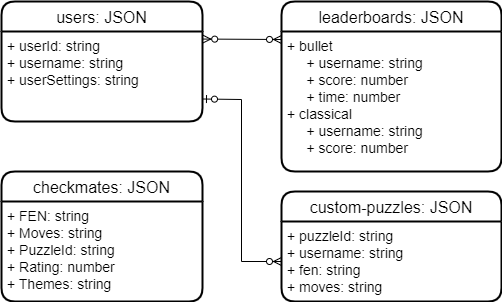 users: JSON
+ userId: string
+ username: string
+ userSettings: string
leaderboards: JSON
+ bullet
+ username: string
+ score: number
+ time: number
+ classical
+ username: string
+ score: number
checkmates: JSON
+ FEN: string
+ Moves: string
+ PuzzleId: string
+ Rating: number
+ Themes: string
custom-puzzles: JSON
+ puzzleId: string
+ username: string
+ fen: string
+ moves: string